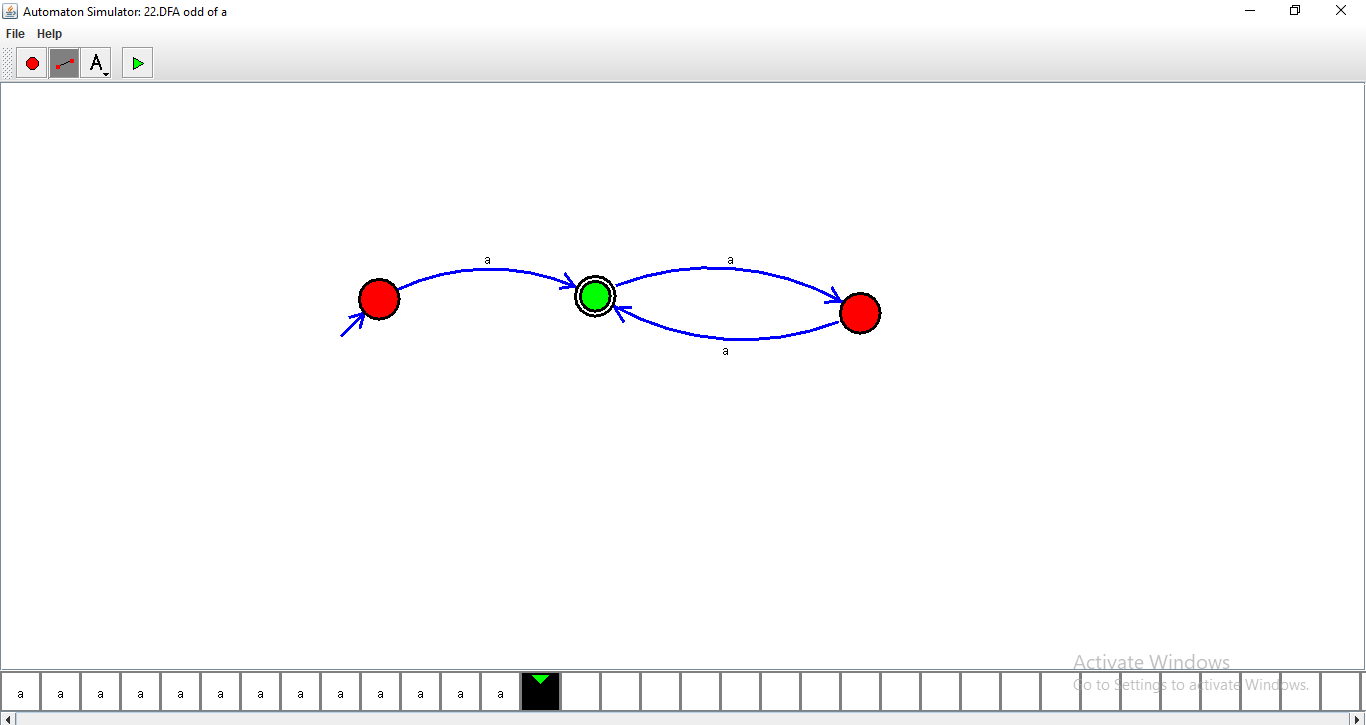 Automaton Simulator: 22.DFA odd of a
File Help
A
a
a
a
Activate Windows
a a a a a a a a a a a a a
Go to Settings to activate Windows.